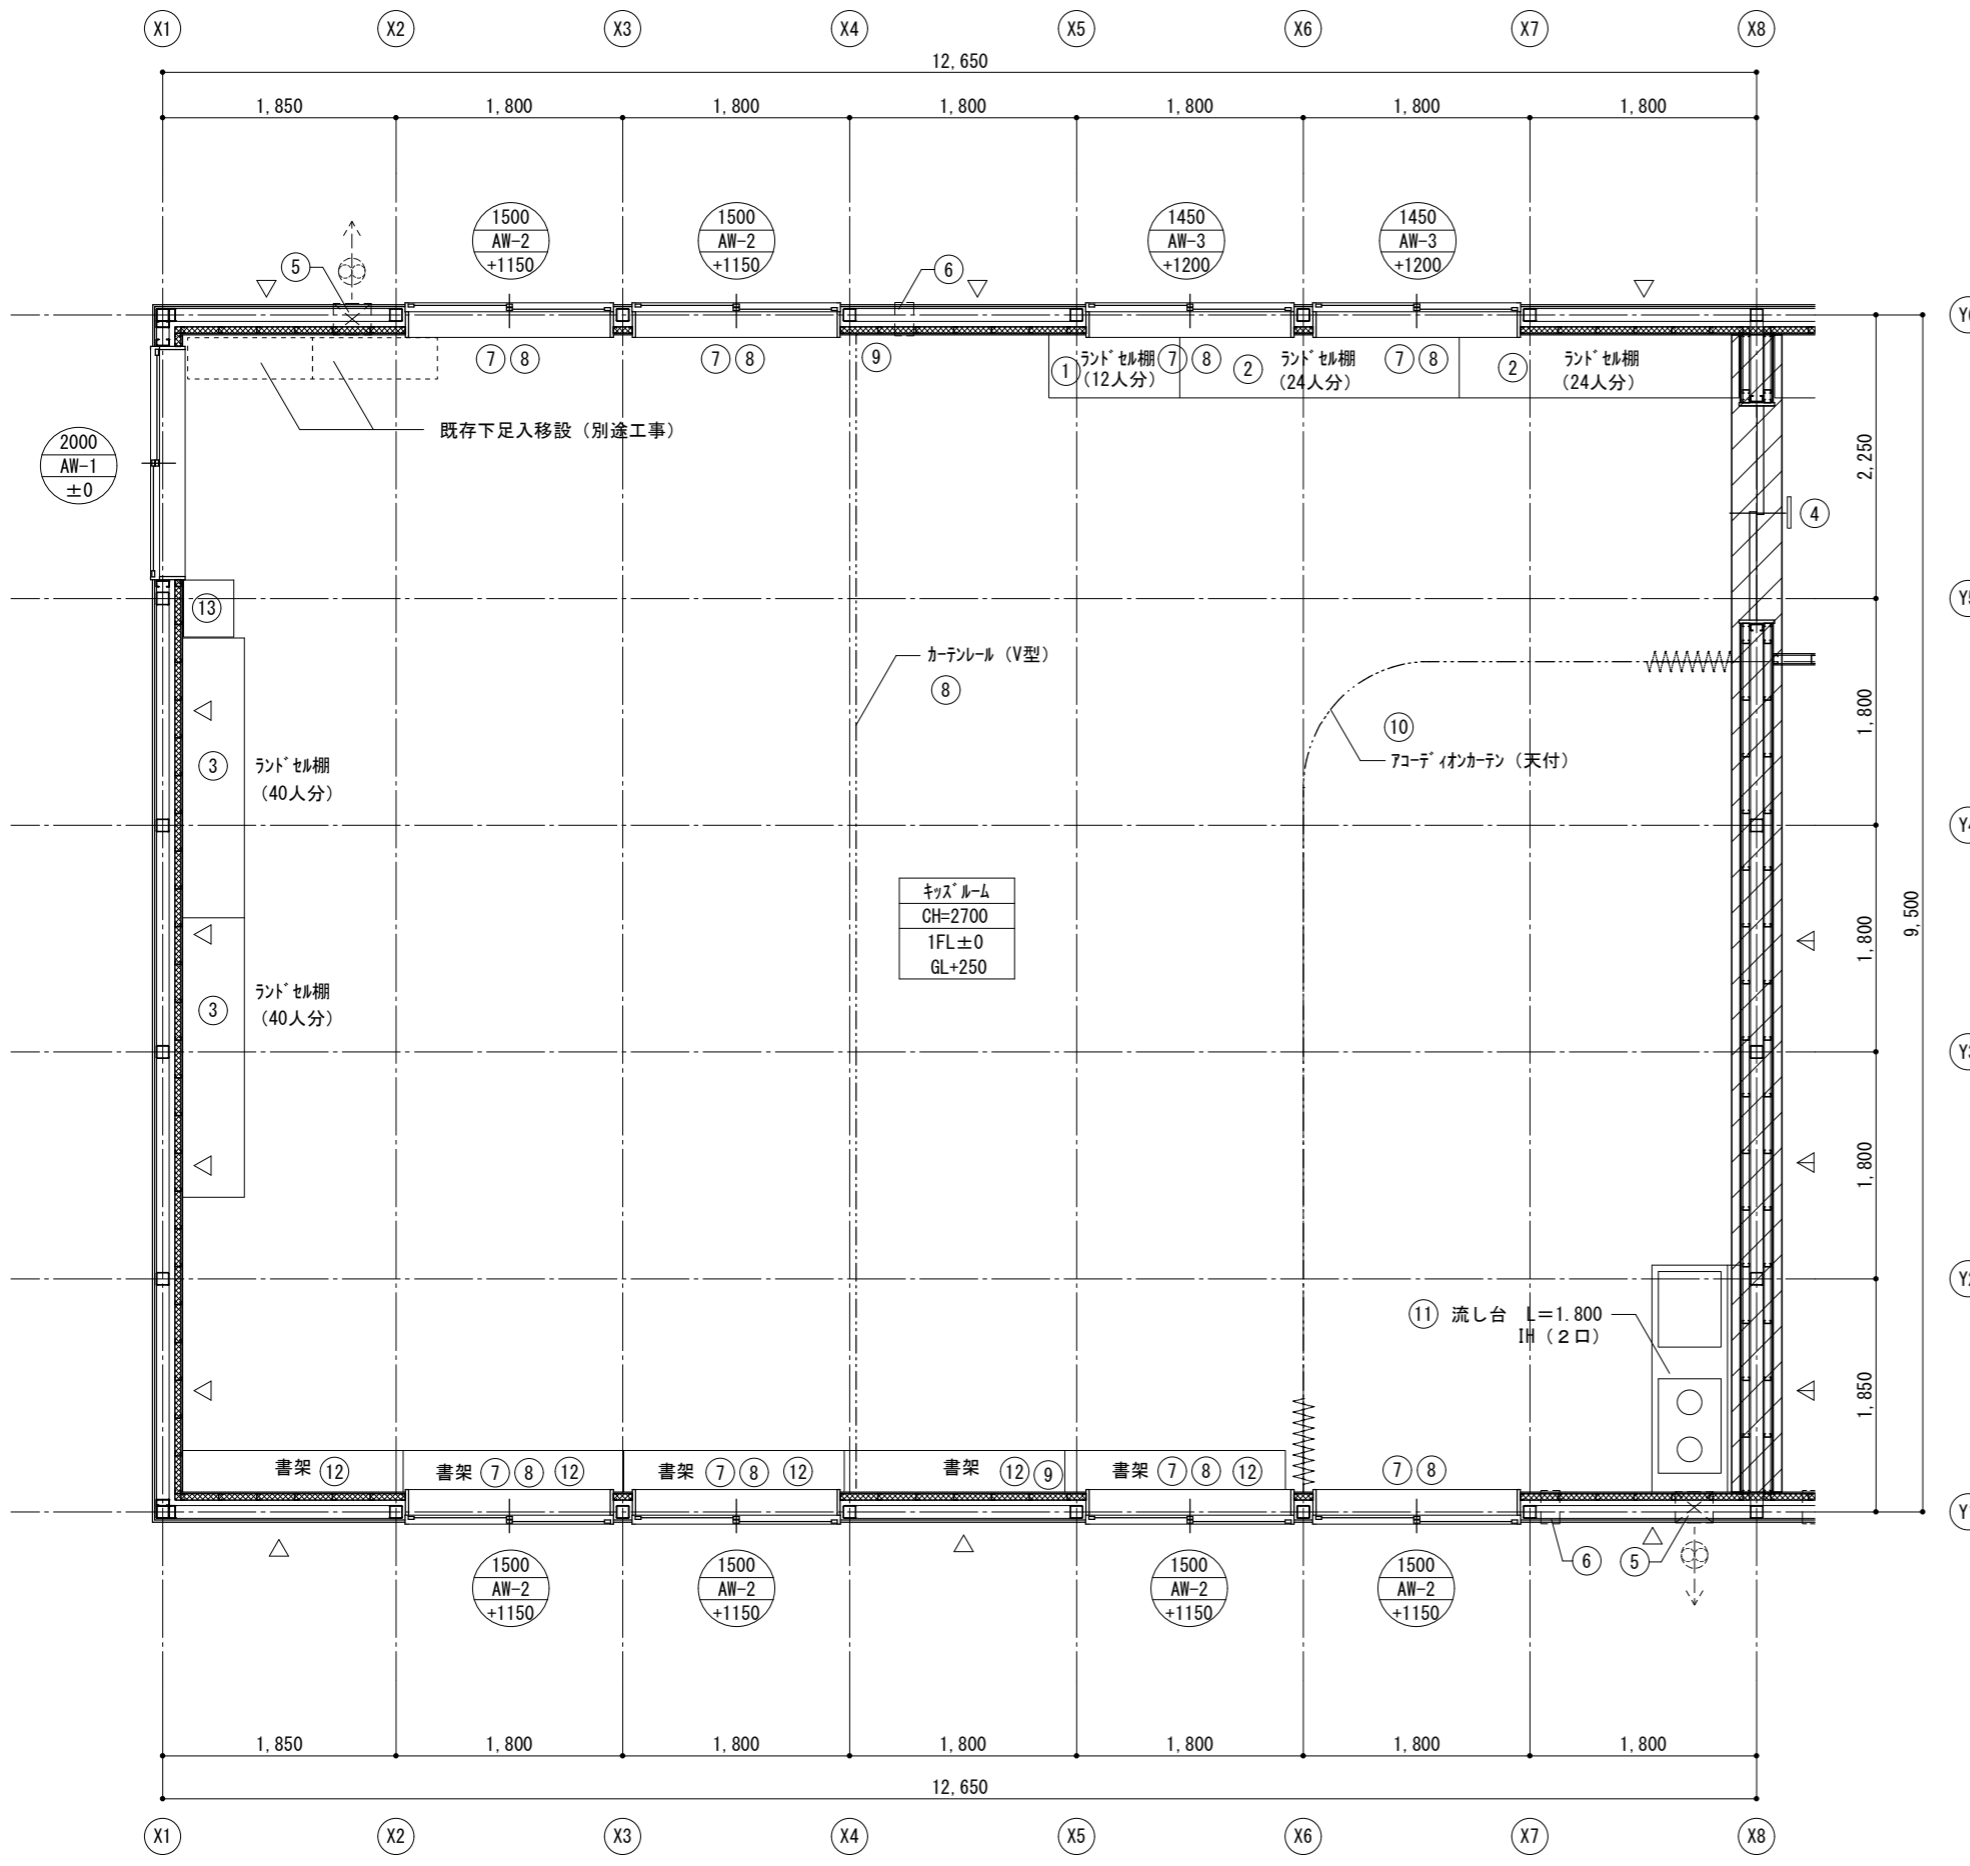 X1 X2 X3 X4 X5 X6 X7 X8
12,650
1,850 1,800 1,800 1,800 1,800 1,800 1,800
1500 1500 1450 1450
AW-2 AW-2 AW-3 AW-3
+1150 +1150 +1200 +1200
5 6
7 8 7 8 9
1 ﾗﾝﾄﾞｾﾙ棚 7 8 2 ﾗﾝﾄﾞｾﾙ棚 7 8 2 ﾗﾝﾄﾞｾﾙ棚
(12人分) (24人分) (24人分)
既存下足入移設（別途工事）
2000
AW-1
±0
4
13
ｶｰﾃﾝﾚｰﾙ（V型）
8
10
ｱｺｰﾃﾞｨｵﾝｶｰﾃﾝ（天付）
3 ﾗﾝﾄﾞｾﾙ棚
(40人分)
ｷｯｽﾞﾙｰﾑ
CH=2700
1FL±0
GL+250
3 ﾗﾝﾄﾞｾﾙ棚
(40人分)
11 流し台 L=1.800
IH（２口）
書架 12 書架 7 8 12 書架 7 8 12 書架 12 9 書架 7 8 12 7 8
6 5
1500 1500 1500 1500
AW-2 AW-2 AW-2 AW-2
+1150 +1150 +1150 +1150
2,250
1,800
1,800
1,800
1,850
9,500
1,850 1,800 1,800 1,800 1,800 1,800 1,800
12,650
X1 X2 X3 X4 X5 X6 X7 X8